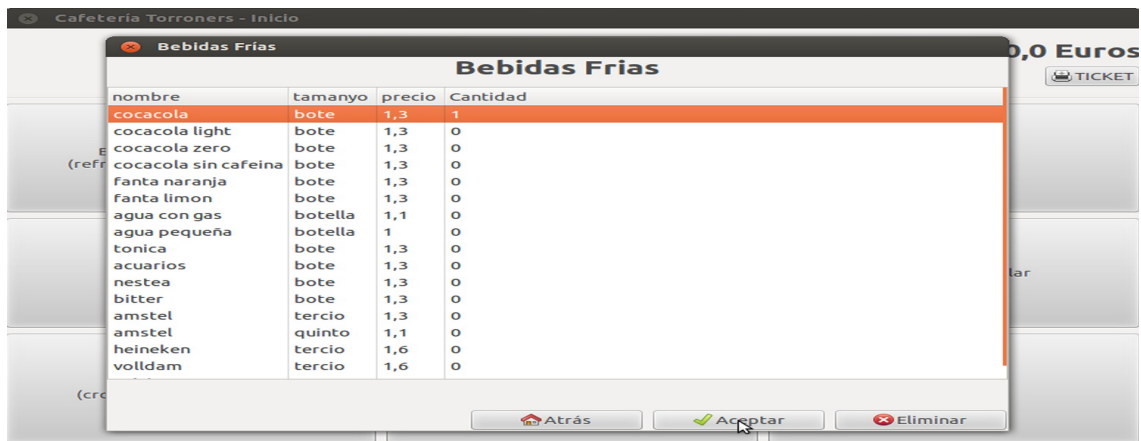 Cafetería Torroners - Inicio
Bebidas Frías
0,0 Euros
Bebidas Frias
TICKET
nombre tamanyo precio Cantidad
cocacola bote 1,3 1
cocacola light bote 1,3 0
cocacola zero bote 1,3 0
(refr
cocacola sin cafeina bote 1,3 0
fanta naranja bote 1,3 0
fanta limon bote 1,3 0
agua con gas botella 1,1 0
agua pequeña botella 1 0
tonica bote 1,3 0
acuarios bote 1,3 0
lar
nestea bote 1,3 0
bitter bote 1,3 0
amstel tercio 1,3 0
amstel quinto 1,1 0
heineken tercio 1,6 0
volldam tercio 1,6 0
(cro
Atrás Aceptar Eliminar